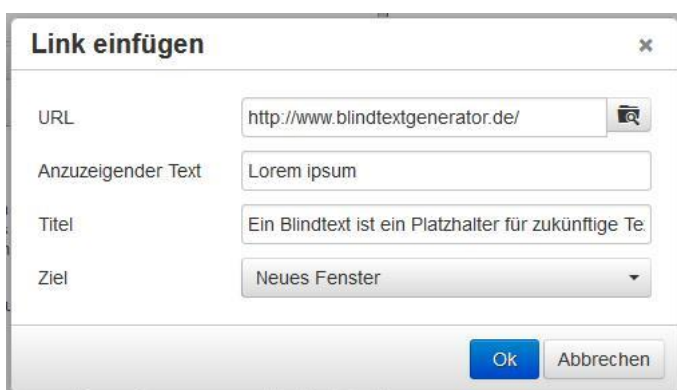 Link einfügen ×
URL http://www.blindtextgenerator.de/
Anzuzeigender Text Lorem ipsum
Titel Ein Blindtext ist ein Platzhalter für zukünftige Te
Ziel Neues Fenster
Ok Abbrechen